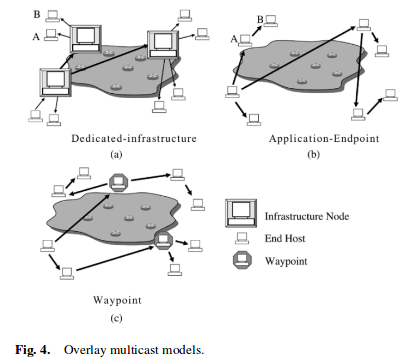 B
A
Dedicated-infrastructure
(a)
B
A
Application-Endpoint
(b)
Waypoint
(c)
Infrastructure Node
End Host
Waypoint
Fig. 4. Overlay multicast models.